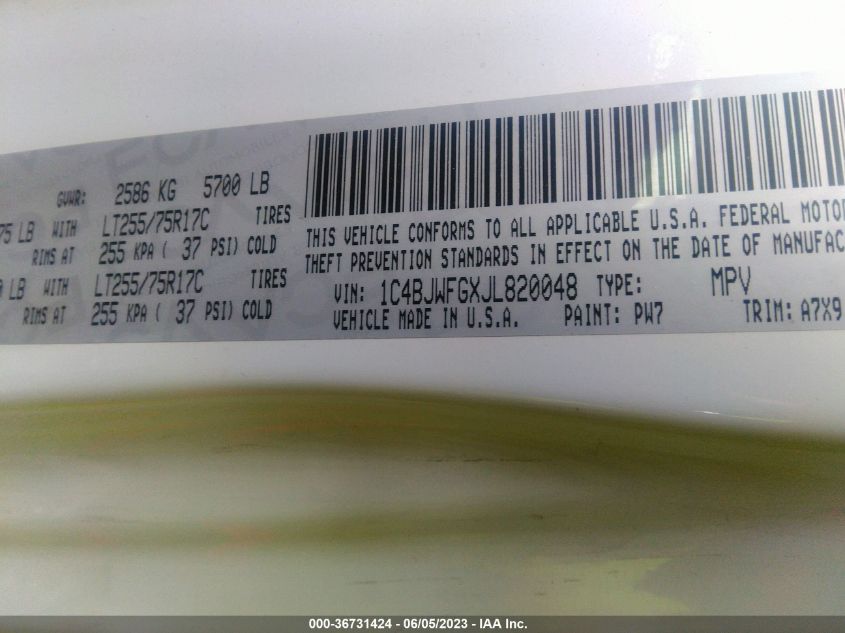 GVWR: 2586 KG 5700 LB
75 LB WITH LT255/75R17C TIRES
RIMS AT 255 KPA ( 37 PSI) COLD
LB WITH LT255/75R17C TIRES
RIMS AT 255 KPA ( 37 PSI) COLD
THIS VEHICLE CONFORMS TO ALL APPLICABLE U.S.A. FEDERAL MOTO
THEFT PREVENTION STANDARDS IN EFFECT ON THE DATE OF MANUFAC
VIN: 1C4BJWFGXJL820048 TYPE: MPV
VEHICLE MADE IN U.S.A. PAINT: PW7 TRIM: A7X9
000-36731424 - 06/05/2023 - IAA Inc.